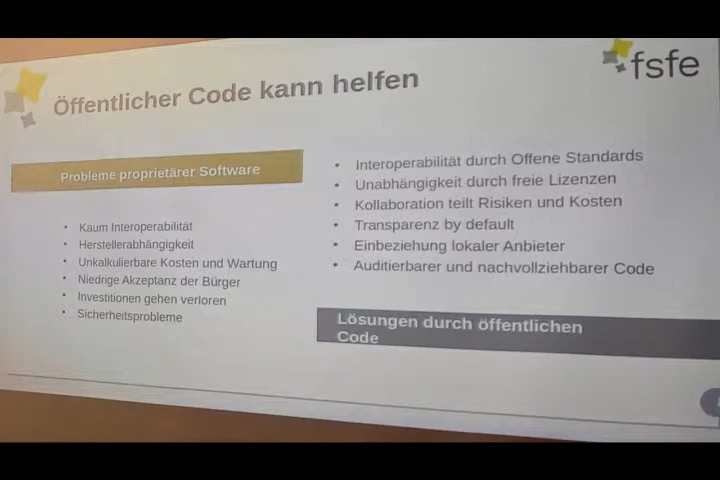 Öffentlicher Code kann helfen
fsfe
Probleme proprietärer Software
Kaum Interoperabilität
Herstellerabhängigkeit
Unkalkulierbare Kosten und Wartung
Niedrige Akzeptanz der Bürger
Investitionen gehen verloren
Sicherheitsprobleme
Interoperabilität durch Offene Standards
Unabhängigkeit durch freie Lizenzen
Kollaboration teilt Risiken und Kosten
Transparenz by default
Einbeziehung lokaler Anbieter
Auditierbarer und nachvollziehbarer Code
Lösungen durch öffentlichen
Code